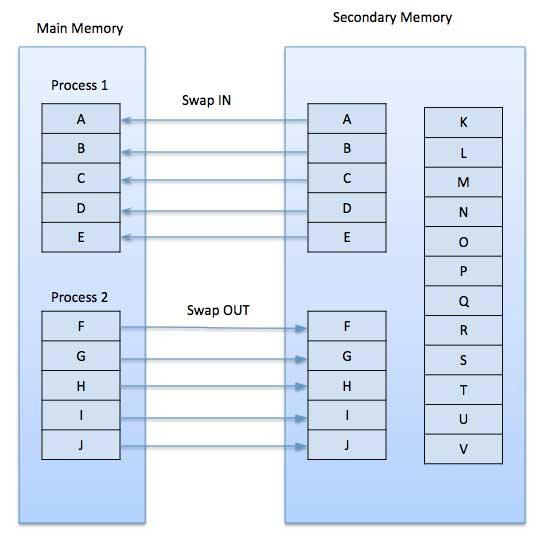 Main Memory
Secondary Memory
Process 1
Swap IN
A
B
C
D
E
Process 2
Swap OUT
F
G
H
I
J
A
B
C
D
E
F
G
H
I
J
K
L
M
N
O
P
Q
R
S
T
U
V